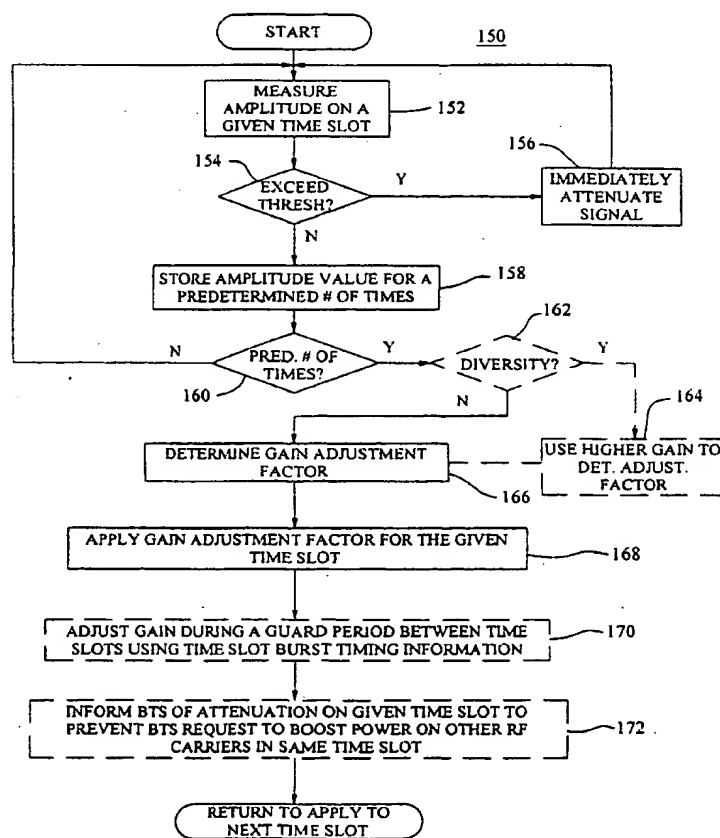 START
150
MEASURE
AMPLITUDE ON A
GIVEN TIME SLOT
152
154
EXCEED
THRESH?
Y
156
IMMEDIATELY
ATTENUATE
SIGNAL
N
STORE AMPLITUDE VALUE FOR A
PREDETERMINED # OF TIMES
158
162
N
PRED. # OF
TIMES?
160
Y
DIVERSITY?
Y
N
164
DETERMINE GAIN ADJUSTMENT
FACTOR
166
USE HIGHER GAIN TO
DET. ADJUST.
FACTOR
APPLY GAIN ADJUSTMENT FACTOR FOR THE GIVEN
TIME SLOT
168
ADJUST GAIN DURING A GUARD PERIOD BETWEEN TIME
SLOTS USING TIME SLOT BURST TIMING INFORMATION
170
INFORM BTS OF ATTENUATION ON GIVEN TIME SLOT TO
PREVENT BTS REQUEST TO BOOST POWER ON OTHER RF
CARRIERS IN SAME TIME SLOT
172
RETURN TO APPLY TO
NEXT TIME SLOT